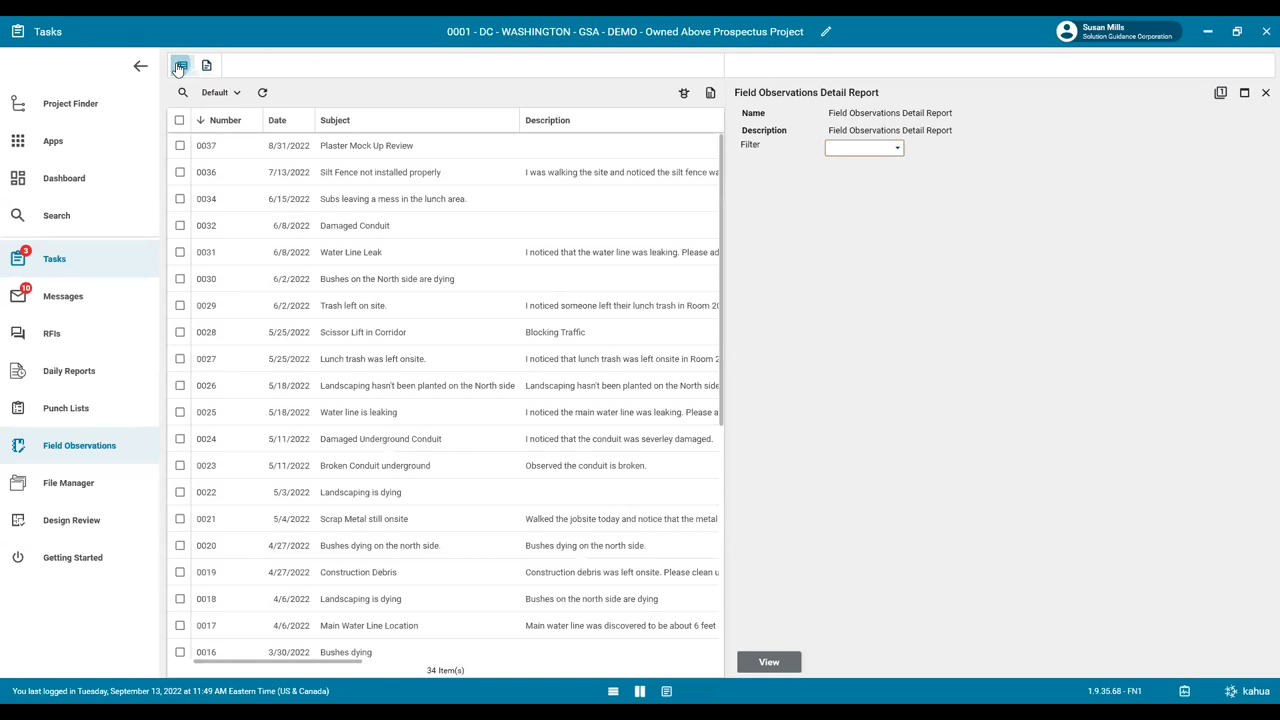 Tasks
0001 - DC - WASHINGTON - GSA - DEMO - Owned Above Prospectus Project
Susan Mills
Solution Guidance Corporation
Project Finder
Apps
Dashboard
Search
3
Tasks
10
Messages
RFIs
Daily Reports
Punch Lists
Field Observations
File Manager
Design Review
Getting Started
Default
Number Date Subject Description
0037 8/31/2022 Plaster Mock Up Review
0036 7/13/2022 Silt Fence not installed properly I was walking the site and noticed the silt fence wa
0034 6/15/2022 Subs leaving a mess in the lunch area.
0032 6/8/2022 Damaged Conduit
0031 6/8/2022 Water Line Leak I noticed that the water line was leaking. Please ad
0030 6/2/2022 Bushes on the North side are dying
0029 6/2/2022 Trash left on site. I noticed someone left their lunch trash in Room 20
0028 5/25/2022 Scissor Lift in Corridor Blocking Traffic
0027 5/25/2022 Lunch trash was left onsite. I noticed that lunch trash was left onsite in Room 2
0026 5/18/2022 Landscaping hasn't been planted on the North side Landscaping hasn't been planted on the North side
0025 5/18/2022 Water line is leaking I noticed the main water line was leaking. Please a
0024 5/11/2022 Damaged Underground Conduit I noticed that the conduit was severley damaged.
0023 5/11/2022 Broken Conduit underground Observed the conduit is broken.
0022 5/3/2022 Landscaping is dying
0021 5/4/2022 Scrap Metal still onsite Walked the jobsite today and notice that the metal
0020 4/27/2022 Bushes dying on the north side. Bushes dying on the north side.
0019 4/27/2022 Construction Debris Construction debris was left onsite. Please clean u
0018 4/6/2022 Landscaping is dying Bushes on the north side are dying
0017 4/6/2022 Main Water Line Location Main water line was discovered to be about 6 feet
0016 3/30/2022 Bushes dying
34 Item(s)
Field Observations Detail Report
1
Name Field Observations Detail Report
Description Field Observations Detail Report
Filter
View
You last logged in Tuesday, September 13, 2022 at 11:49 AM Eastern Time (US & Canada)
1.9.35.68 - FN1
kahua